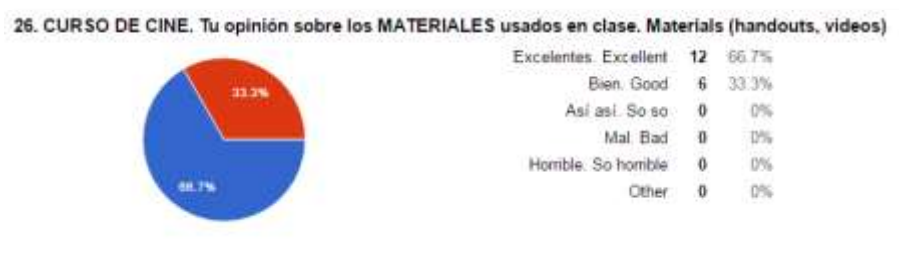 26. CURSO DE CINE. Tu opinión sobre los MATERIALES usados en clase. Materials (handouts, videos)
Excelentes. Excellent 12 66.7%
Bien. Good 6 33.3%
Así así. So so 0 0%
Mal. Bad 0 0%
Horrible. So horrible 0 0%
Other 0 0%
33.3%
66.7%